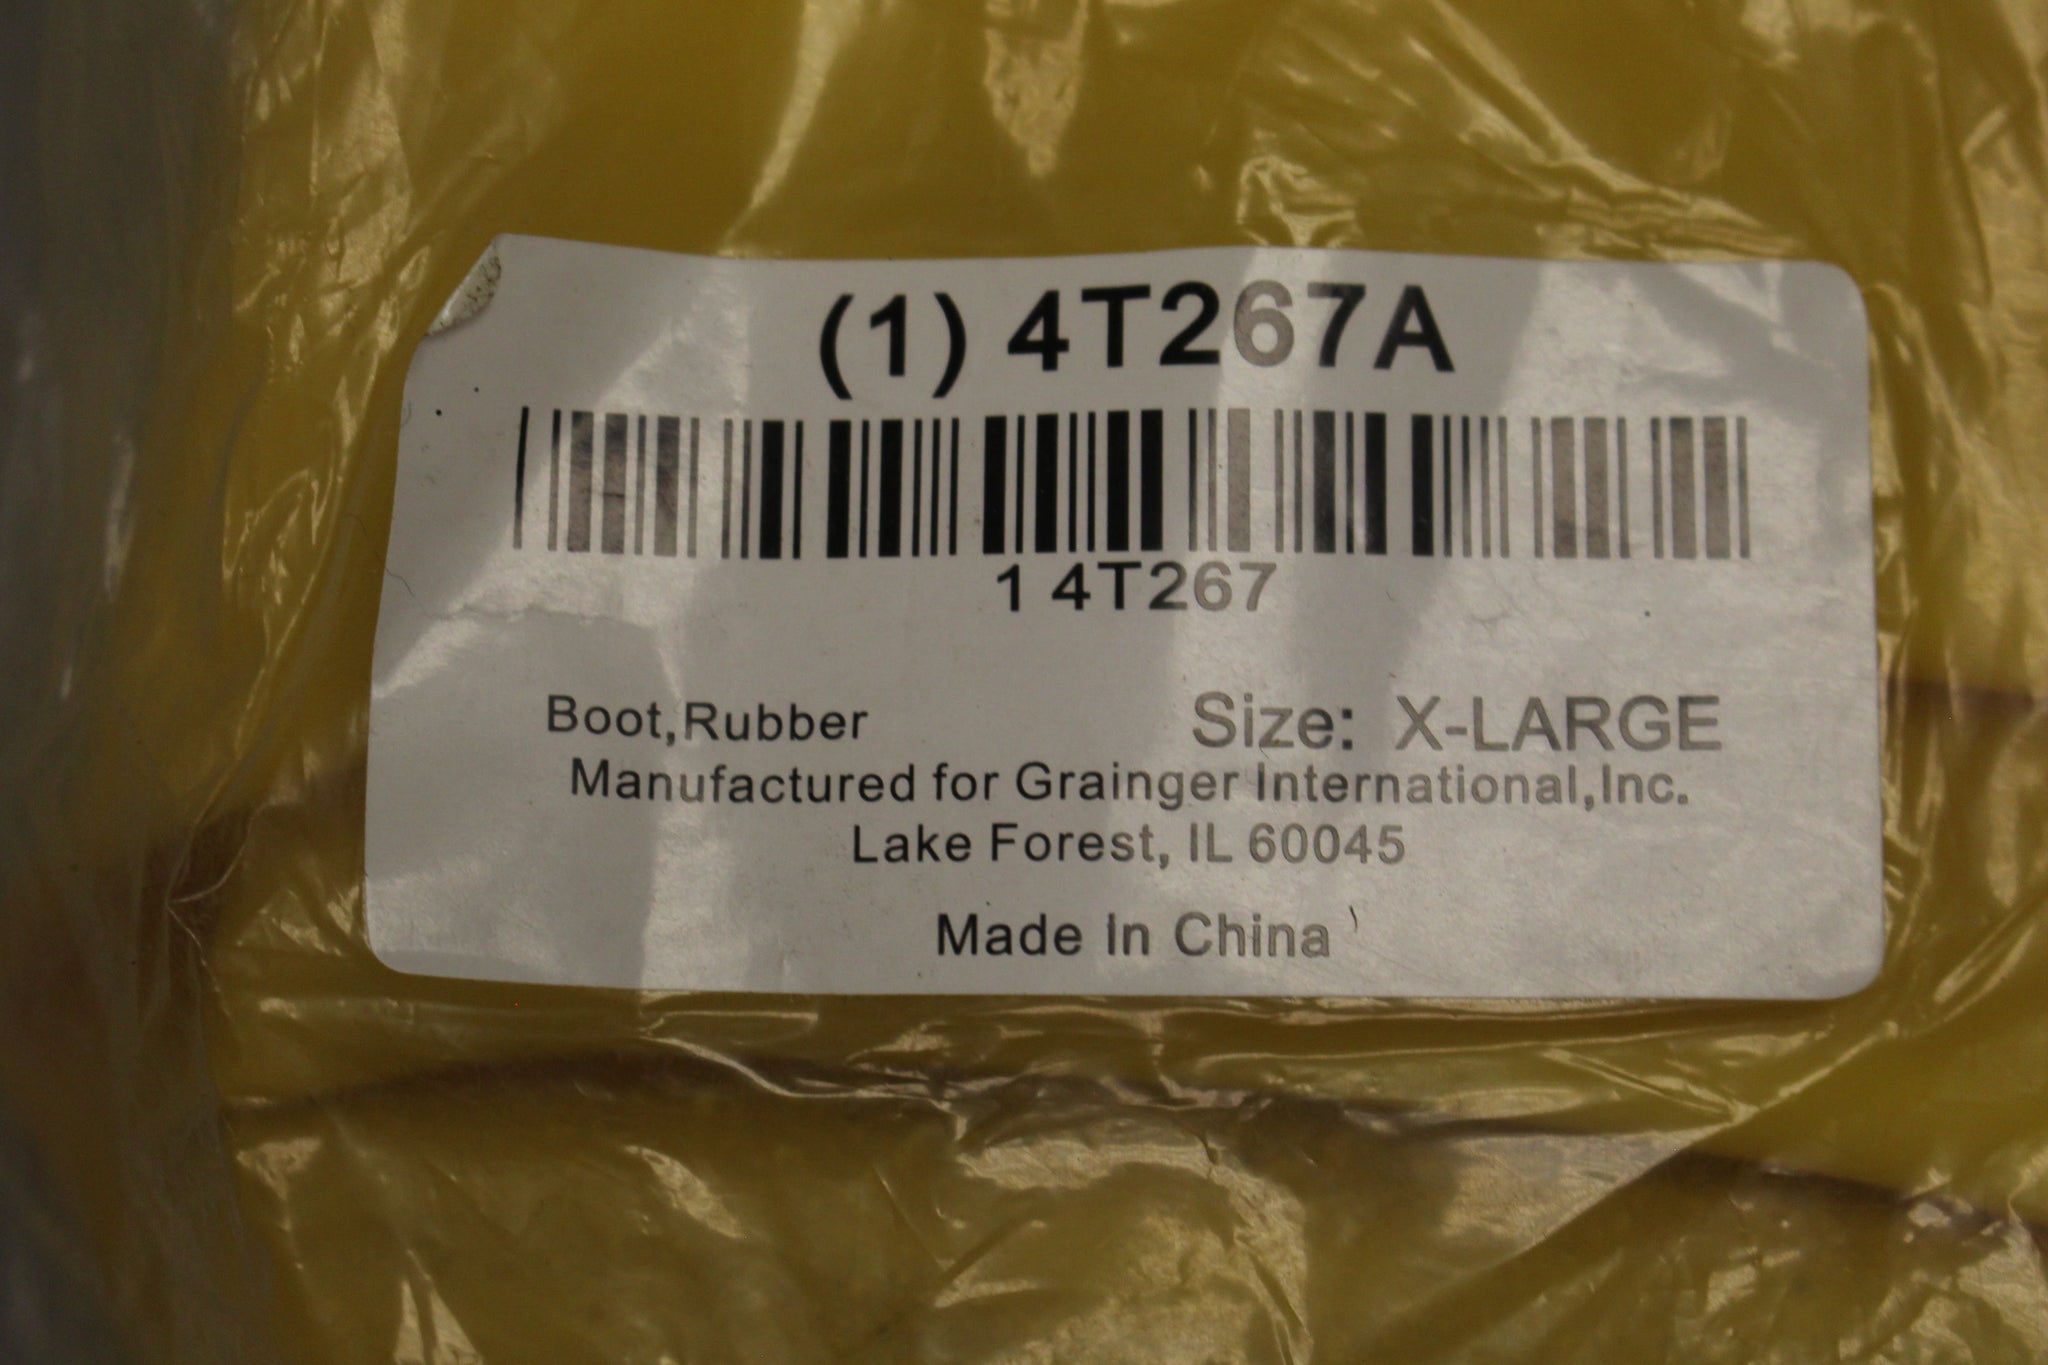 (1) 4T267A
1 4T267
Boot,Rubber Size: X-LARGE
Manufactured for Grainger International,Inc.
Lake Forest, IL 60045
Made In China